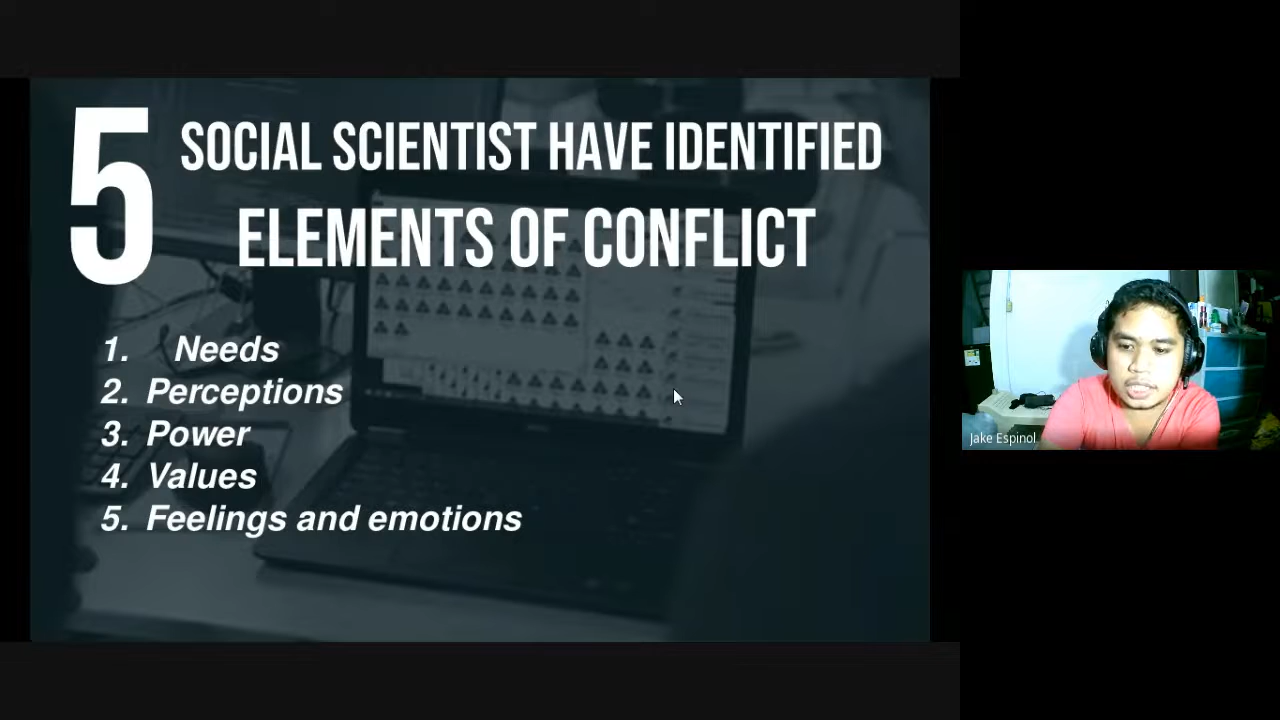 5
SOCIAL SCIENTIST HAVE IDENTIFIED
ELEMENTS OF CONFLICT
1. Needs
2. Perceptions
3. Power
4. Values
5. Feelings and emotions
Jake Espinol